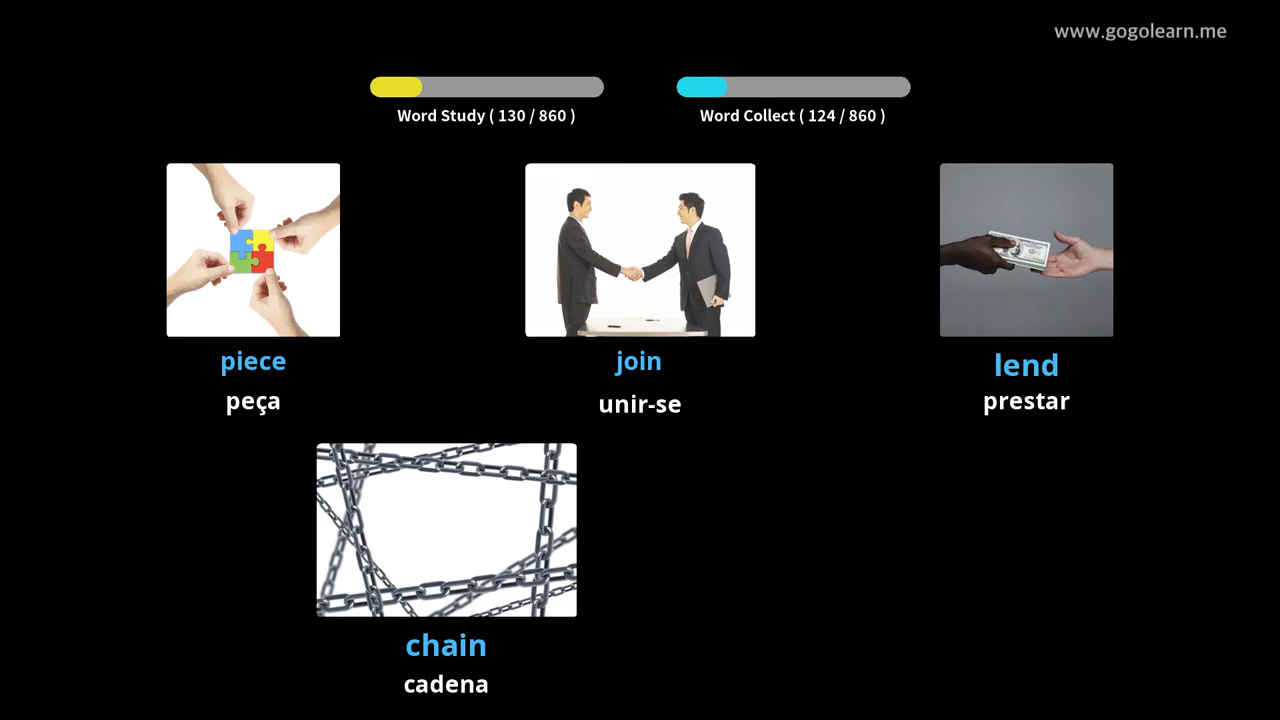 www.gogolearn.me
Word Study ( 130 / 860 )
Word Collect ( 124 / 860 )
piece
peça
join
unir-se
lend
prestar
chain
cadena